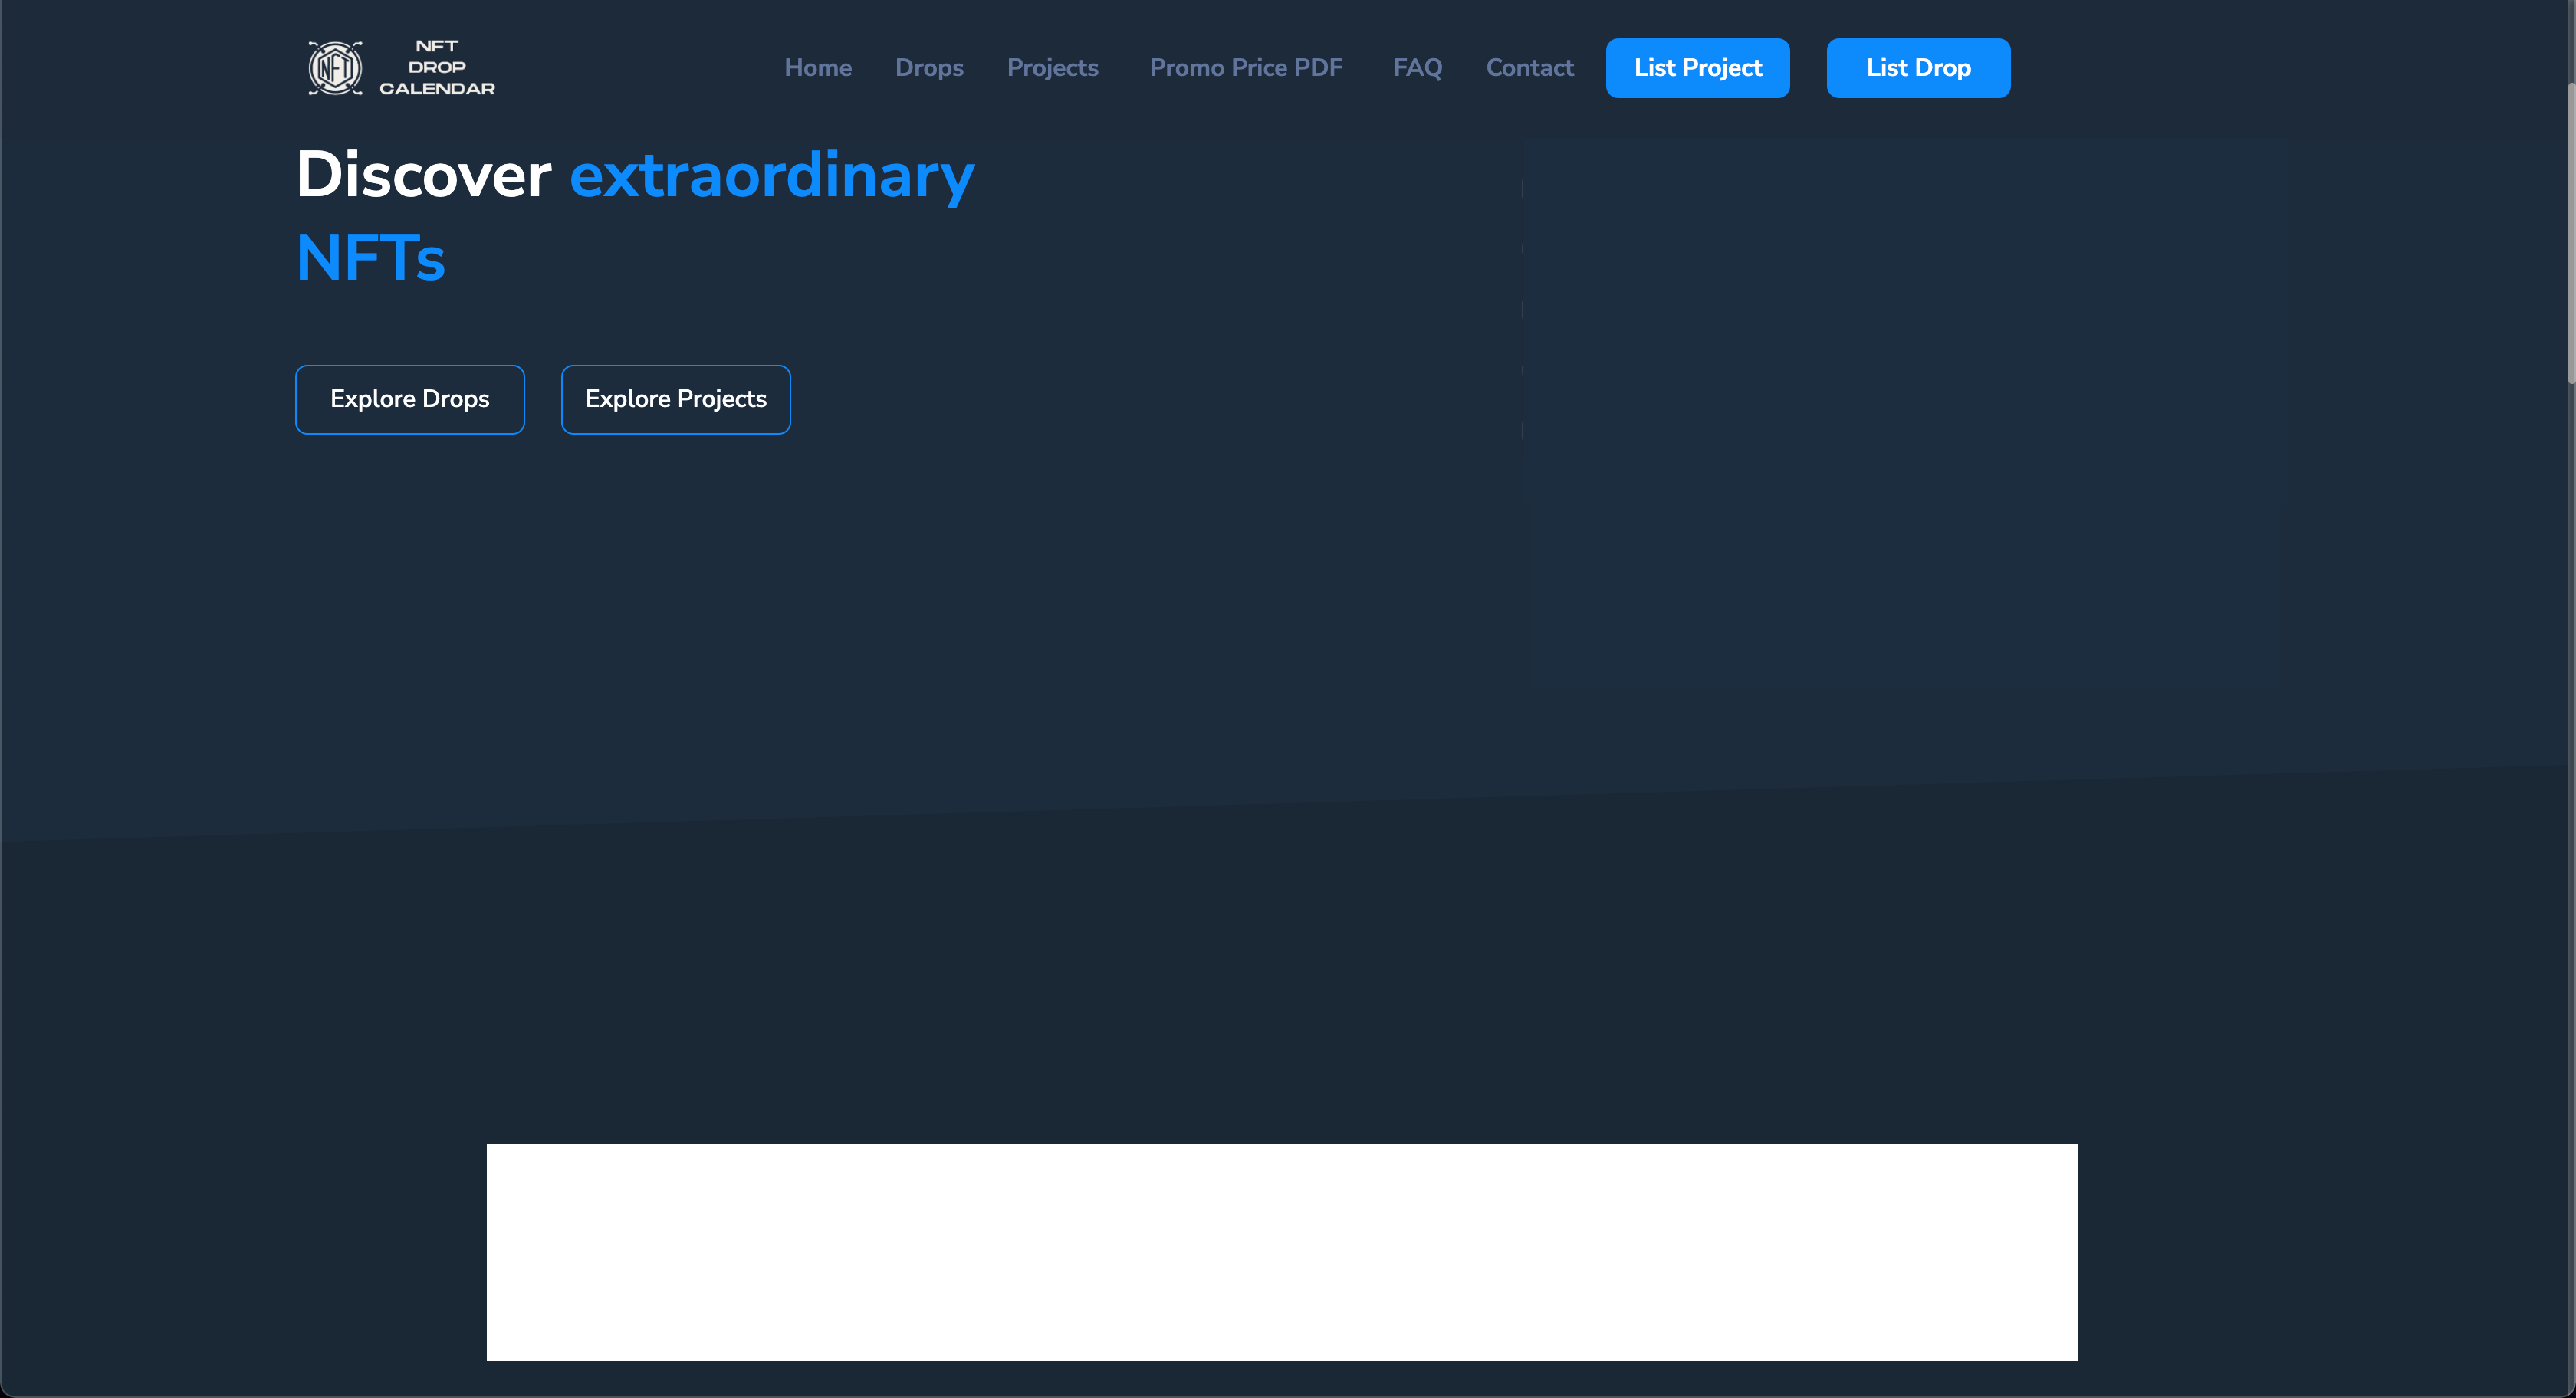 NFT
DROP
CALENDAR
Home Drops Projects Promo Price PDF FAQ Contact List Project List Drop
Discover extraordinary
NFTs
Explore Drops Explore Projects